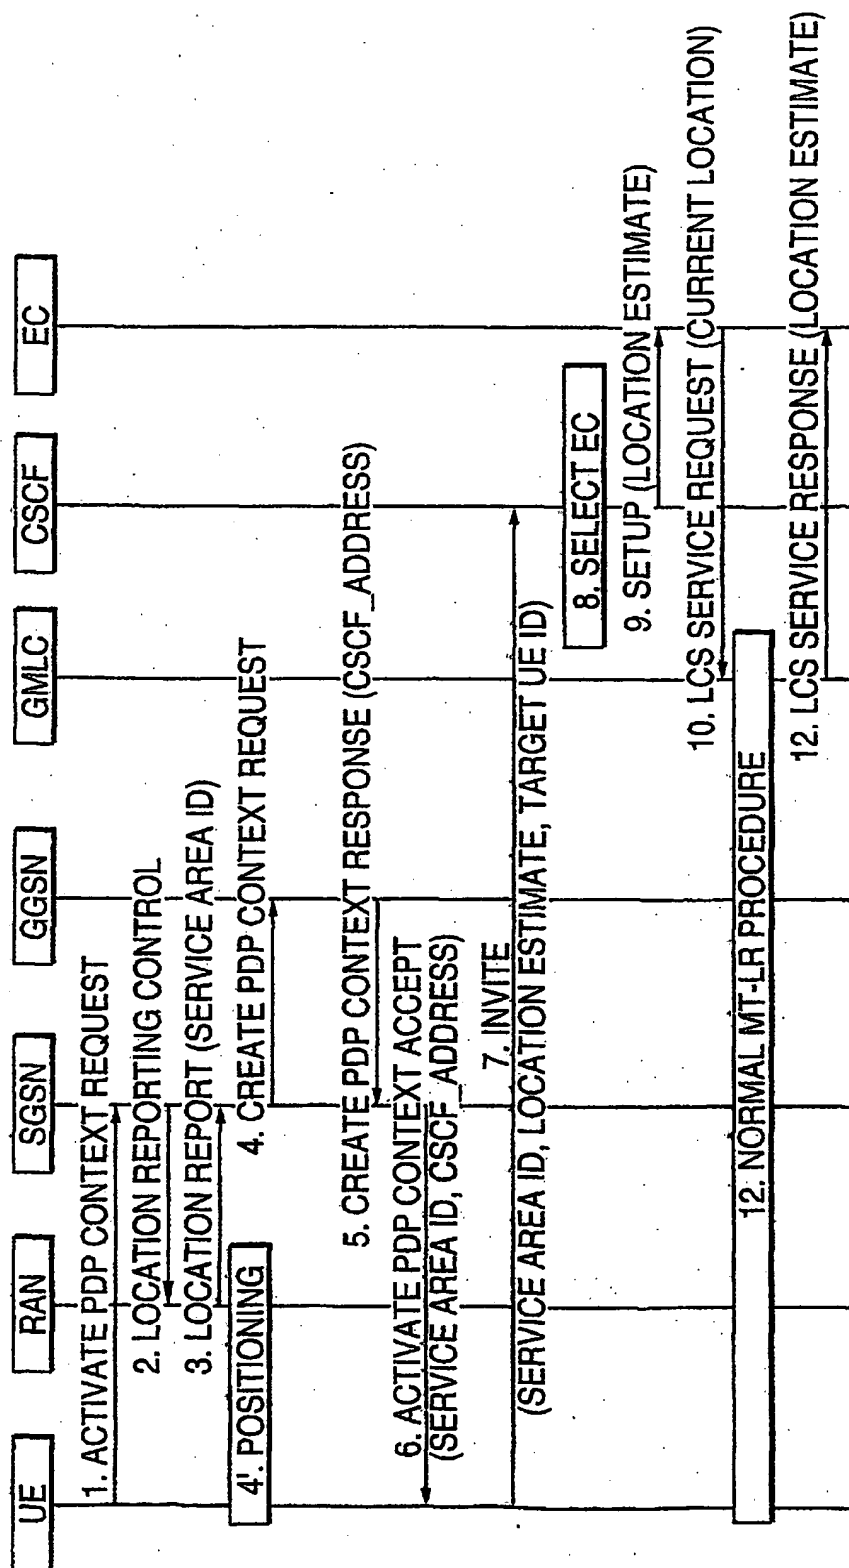 UE
RAN
SGSN
GGSN
GMLC
CSCF
EC
1. ACTIVATE PDP CONTEXT REQUEST
2. LOCATION REPORTING CONTROL
3. LOCATION REPORT (SERVICE AREA ID)
4'. POSITIONING
4. CREATE PDP CONTEXT REQUEST
5. CREATE PDP CONTEXT RESPONSE (CSCF_ADDRESS)
6. ACTIVATE PDP CONTEXT ACCEPT
(SERVICE AREA ID, CSCF_ADDRESS)
7. INVITE
(SERVICE AREA ID, LOCATION ESTIMATE, TARGET UE ID)
8. SELECT EC
9. SETUP (LOCATION ESTIMATE)
10. LCS SERVICE REQUEST (CURRENT LOCATION)
12. NORMAL MT-LR PROCEDURE
12. LCS SERVICE RESPONSE (LOCATION ESTIMATE)